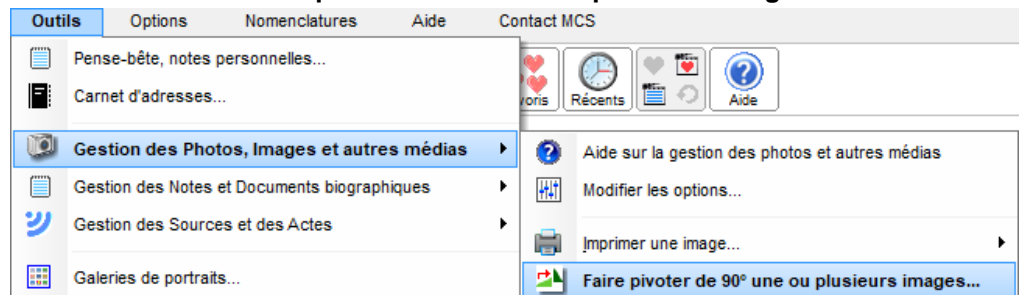 Outils Options Nomenclatures Aide Contact MCS
Pense-bête, notes personnelles...
Carnet d'adresses...
voris Récents Aide
Gestion des Photos, Images et autres médias
Gestion des Notes et Documents biographiques
Gestion des Sources et des Actes
Galeries de portraits...
Aide sur la gestion des photos et autres médias
Modifier les options...
Imprimer une image...
Faire pivoter de 90° une ou plusieurs images...